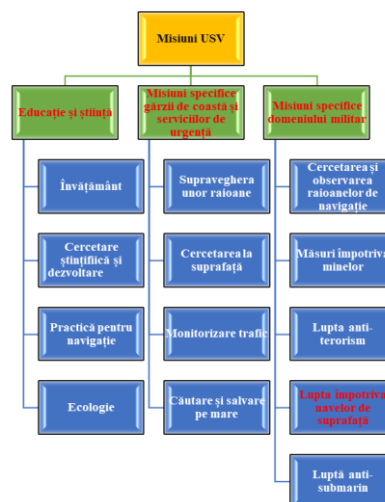 Misiuni USV
Educație și știință
Misiuni specifice
gărzii de coastă și
serviciilor de
urgență
Misiuni specifice
domeniului militar
Învățământ
Cercetare
științifiică și
dezvoltare
Practică pentru
navigație
Ecologie
Supraveghera
unor raioane
Cercetarea la
suprafață
Monitorizare trafic
Căutare și salvare
pe mare
Cercetarea și
observarea
raioanelor de
navigație
Măsuri împotriva
minelor
Lupta anti-
terorism
Lupta împotriva
navelor de
suprafață
Luptă anti-
submarin